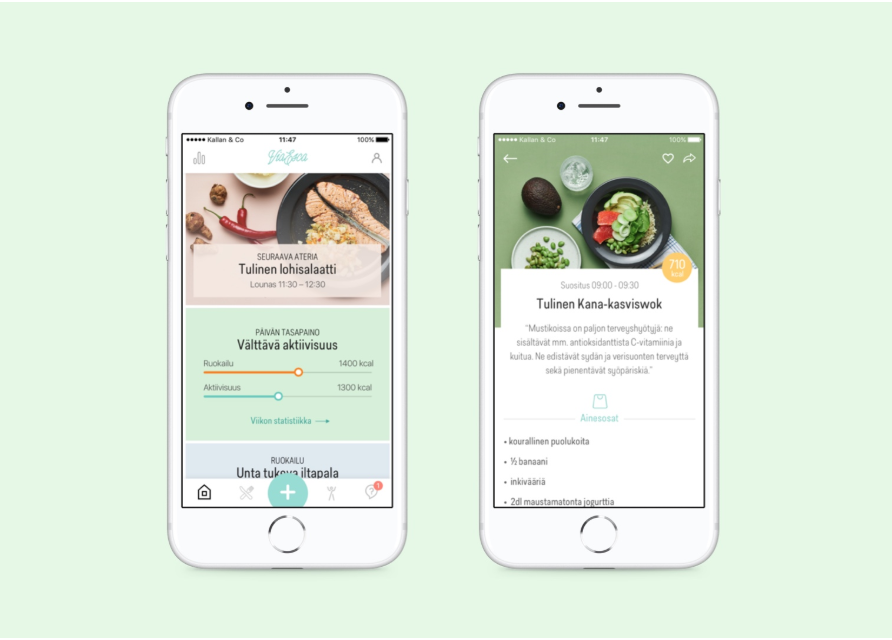 Kallan & Co
11:47
100%
ViaEsca
SEURAAVA ATERIA
Tulinen lohisalaatti
Lounas 11:30 – 12:30
PÄIVÄN TASAPAINO
Välttävä aktiivisuus
Ruokailu
1400 kcal
Aktiivisuus
1300 kcal
Viikon statistiikka
RUOKAILU
Unta tukeva iltapala
1
Kallan & Co
11:47
100%
710
kcal
Suositus 09:00 - 09:30
Tulinen Kana-kasviswok
“Mustikoissa on paljon terveyshyötyjä: ne
sisältävät mm. antioksidanttista C-vitamiinia ja
kuitua. Ne edistävät sydän ja verisuonten terveyttä
sekä pienentävät syöpäriskiä.”
Ainesosat
• kourallinen puolukoita
• ½ banaani
• inkivääriä
• 2dl maustamatonta jogurttia